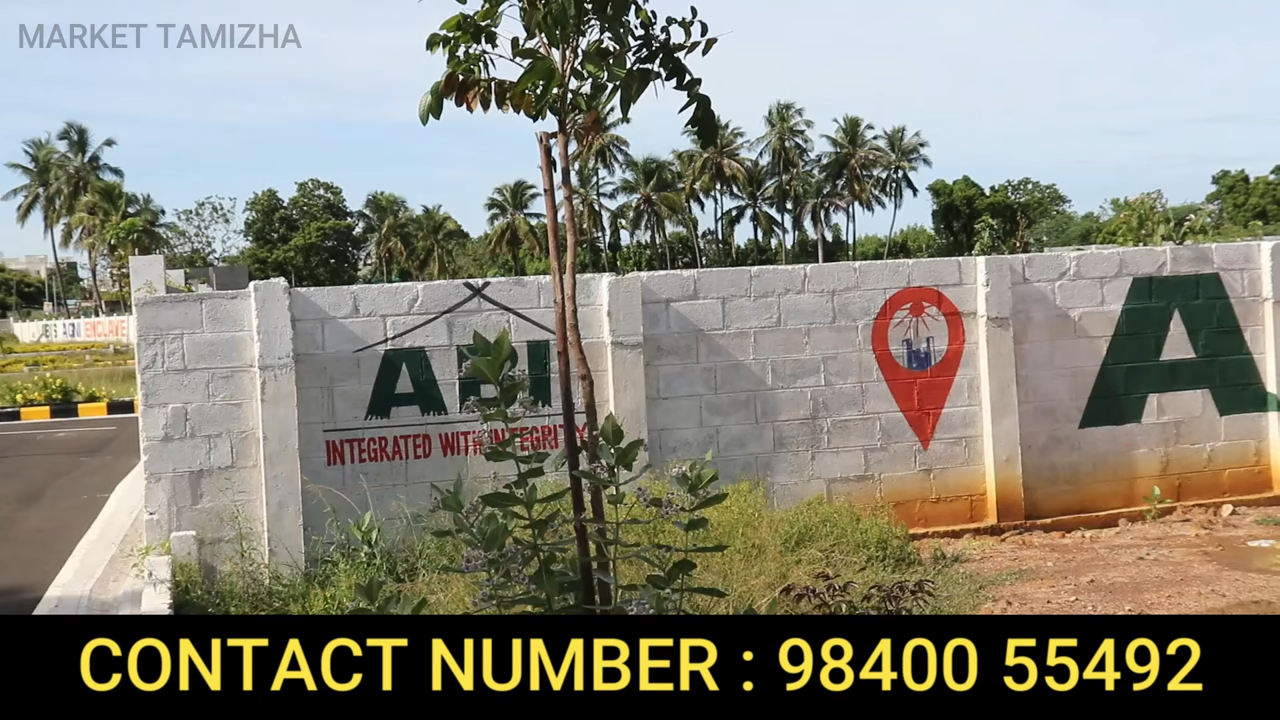 MARKET TAMIZHA
ENCLAVE
ABI
INTEGRATED WITH INTEGRITY
A
CONTACT NUMBER : 98400 55492